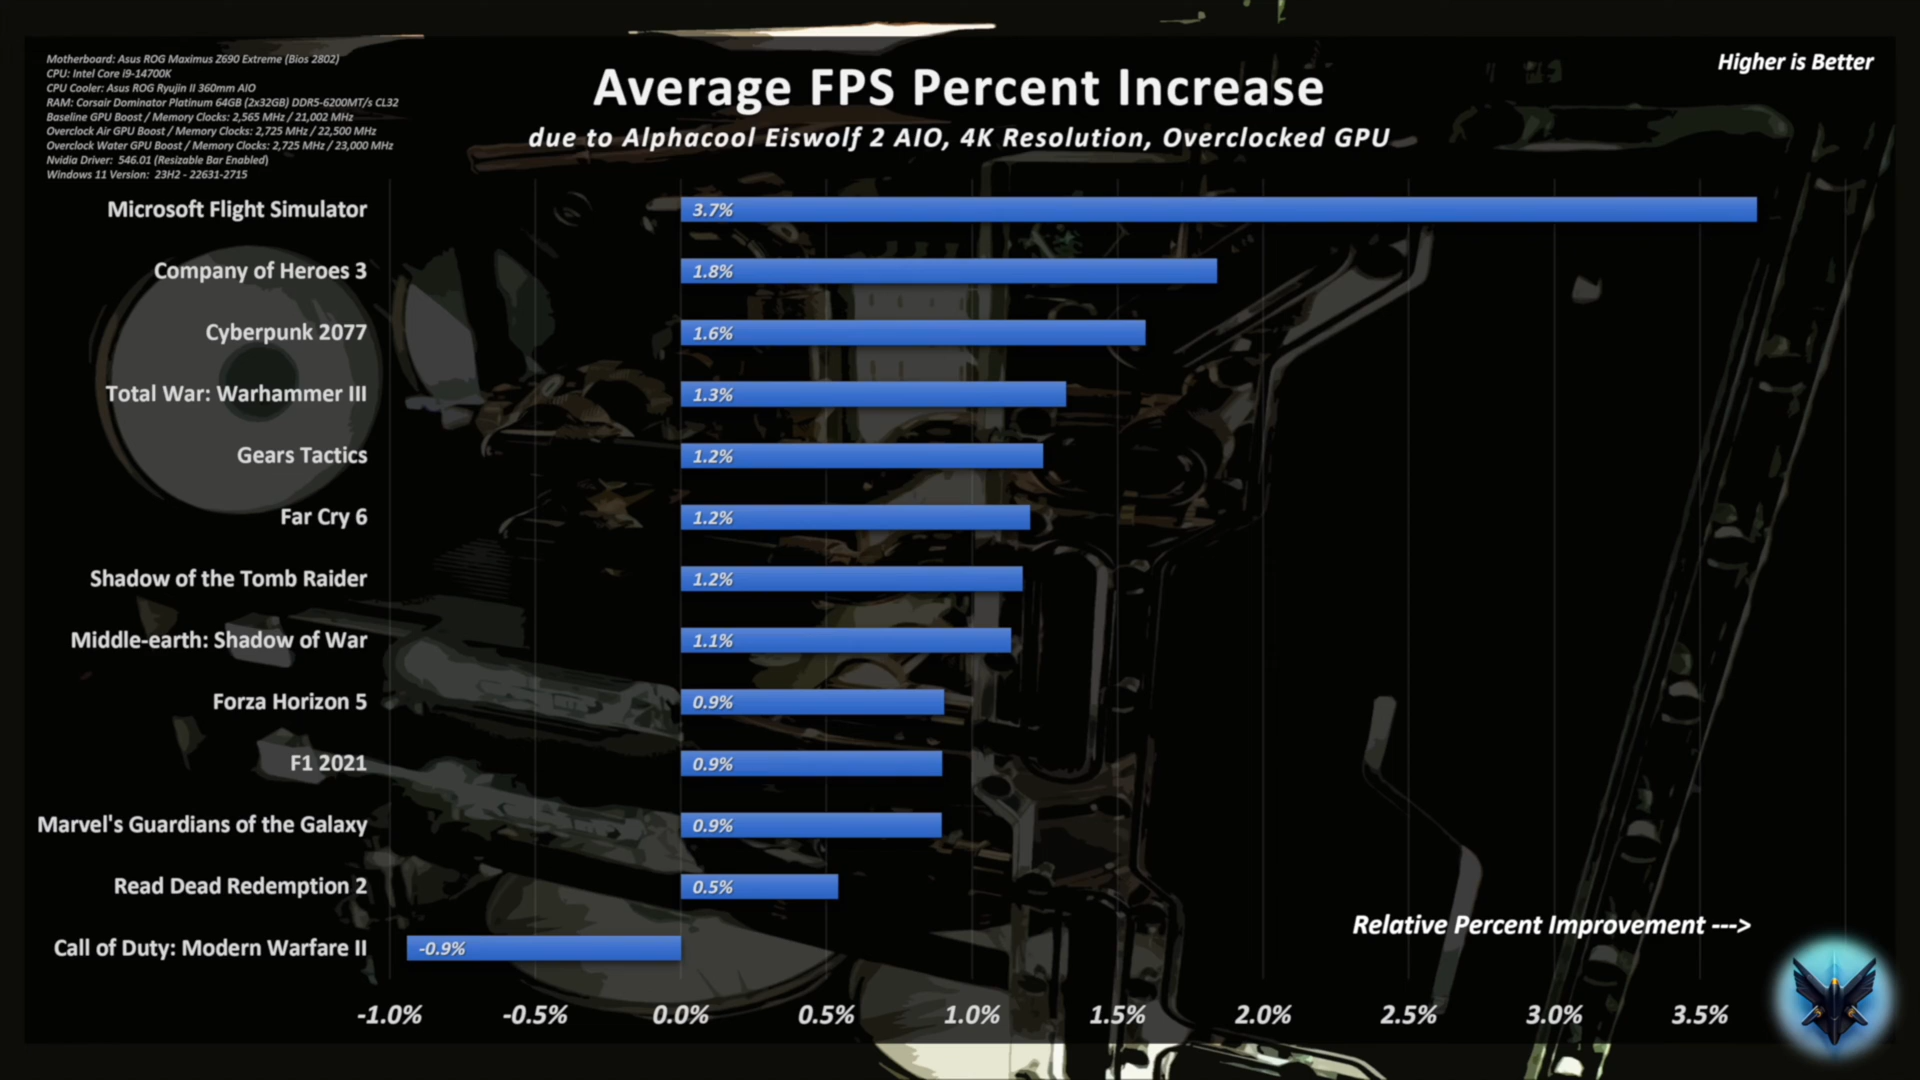 Motherboard: Asus ROG Maximus Z690 Extreme (Bios 2802)
CPU: Intel Core i9-14700K
CPU Cooler: Asus ROG Ryujin II 360mm AIO
RAM: Corsair Dominator Platinum 64GB (2x32GB) DDR5-6200MT/s CL32
Baseline GPU Boost / Memory Clocks: 2,565 MHz / 21,002 MHz
Overclock Air GPU Boost / Memory Clocks: 2,725 MHz / 22,500 MHz
Overclock Water GPU Boost / Memory Clocks: 2,725 MHz / 23,000 MHz
Nvidia Driver: 546.01 (Resizable Bar Enabled)
Windows 11 Version: 23H2 - 22631-2715
Average FPS Percent Increase
due to Alphacool Eiswolf 2 AIO, 4K Resolution, Overclocked GPU
Higher is Better
Microsoft Flight Simulator 3.7%
Company of Heroes 3 1.8%
Cyberpunk 2077 1.6%
Total War: Warhammer III 1.3%
Gears Tactics 1.2%
Far Cry 6 1.2%
Shadow of the Tomb Raider 1.2%
Middle-earth: Shadow of War 1.1%
Forza Horizon 5 0.9%
F1 2021 0.9%
Marvel's Guardians of the Galaxy 0.9%
Read Dead Redemption 2 0.5%
Relative Percent Improvement --->
Call of Duty: Modern Warfare II -0.9%
-1.0% -0.5% 0.0% 0.5% 1.0% 1.5% 2.0% 2.5% 3.0% 3.5%